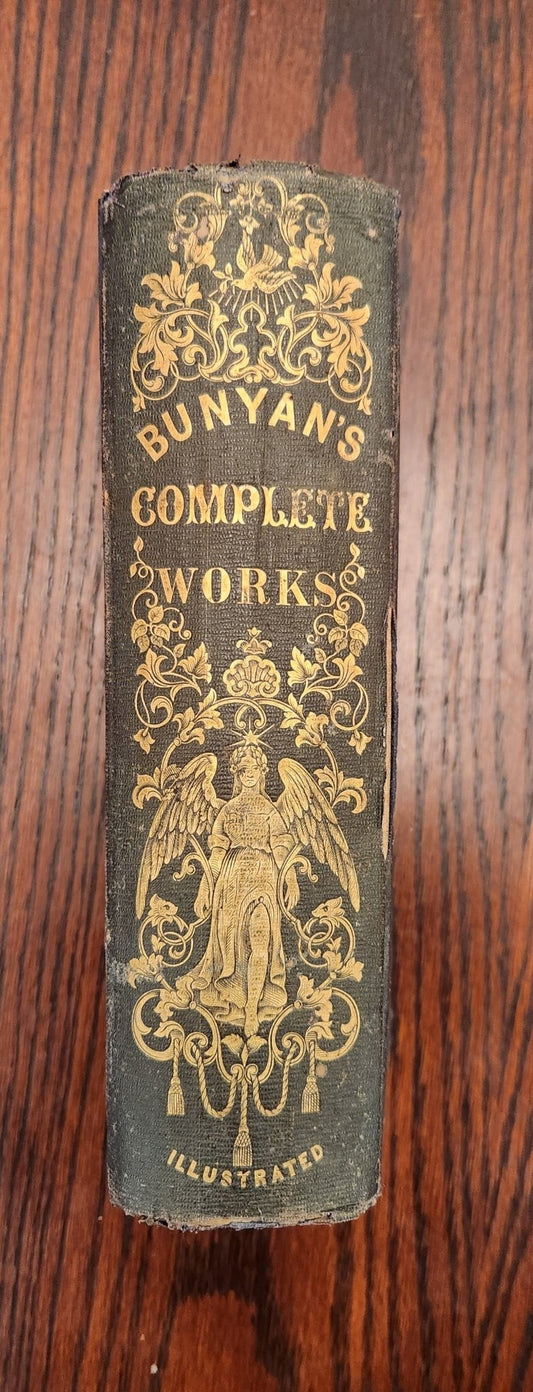 BUNYAN'S
COMPLETE
WORKS
ILLUSTRATED